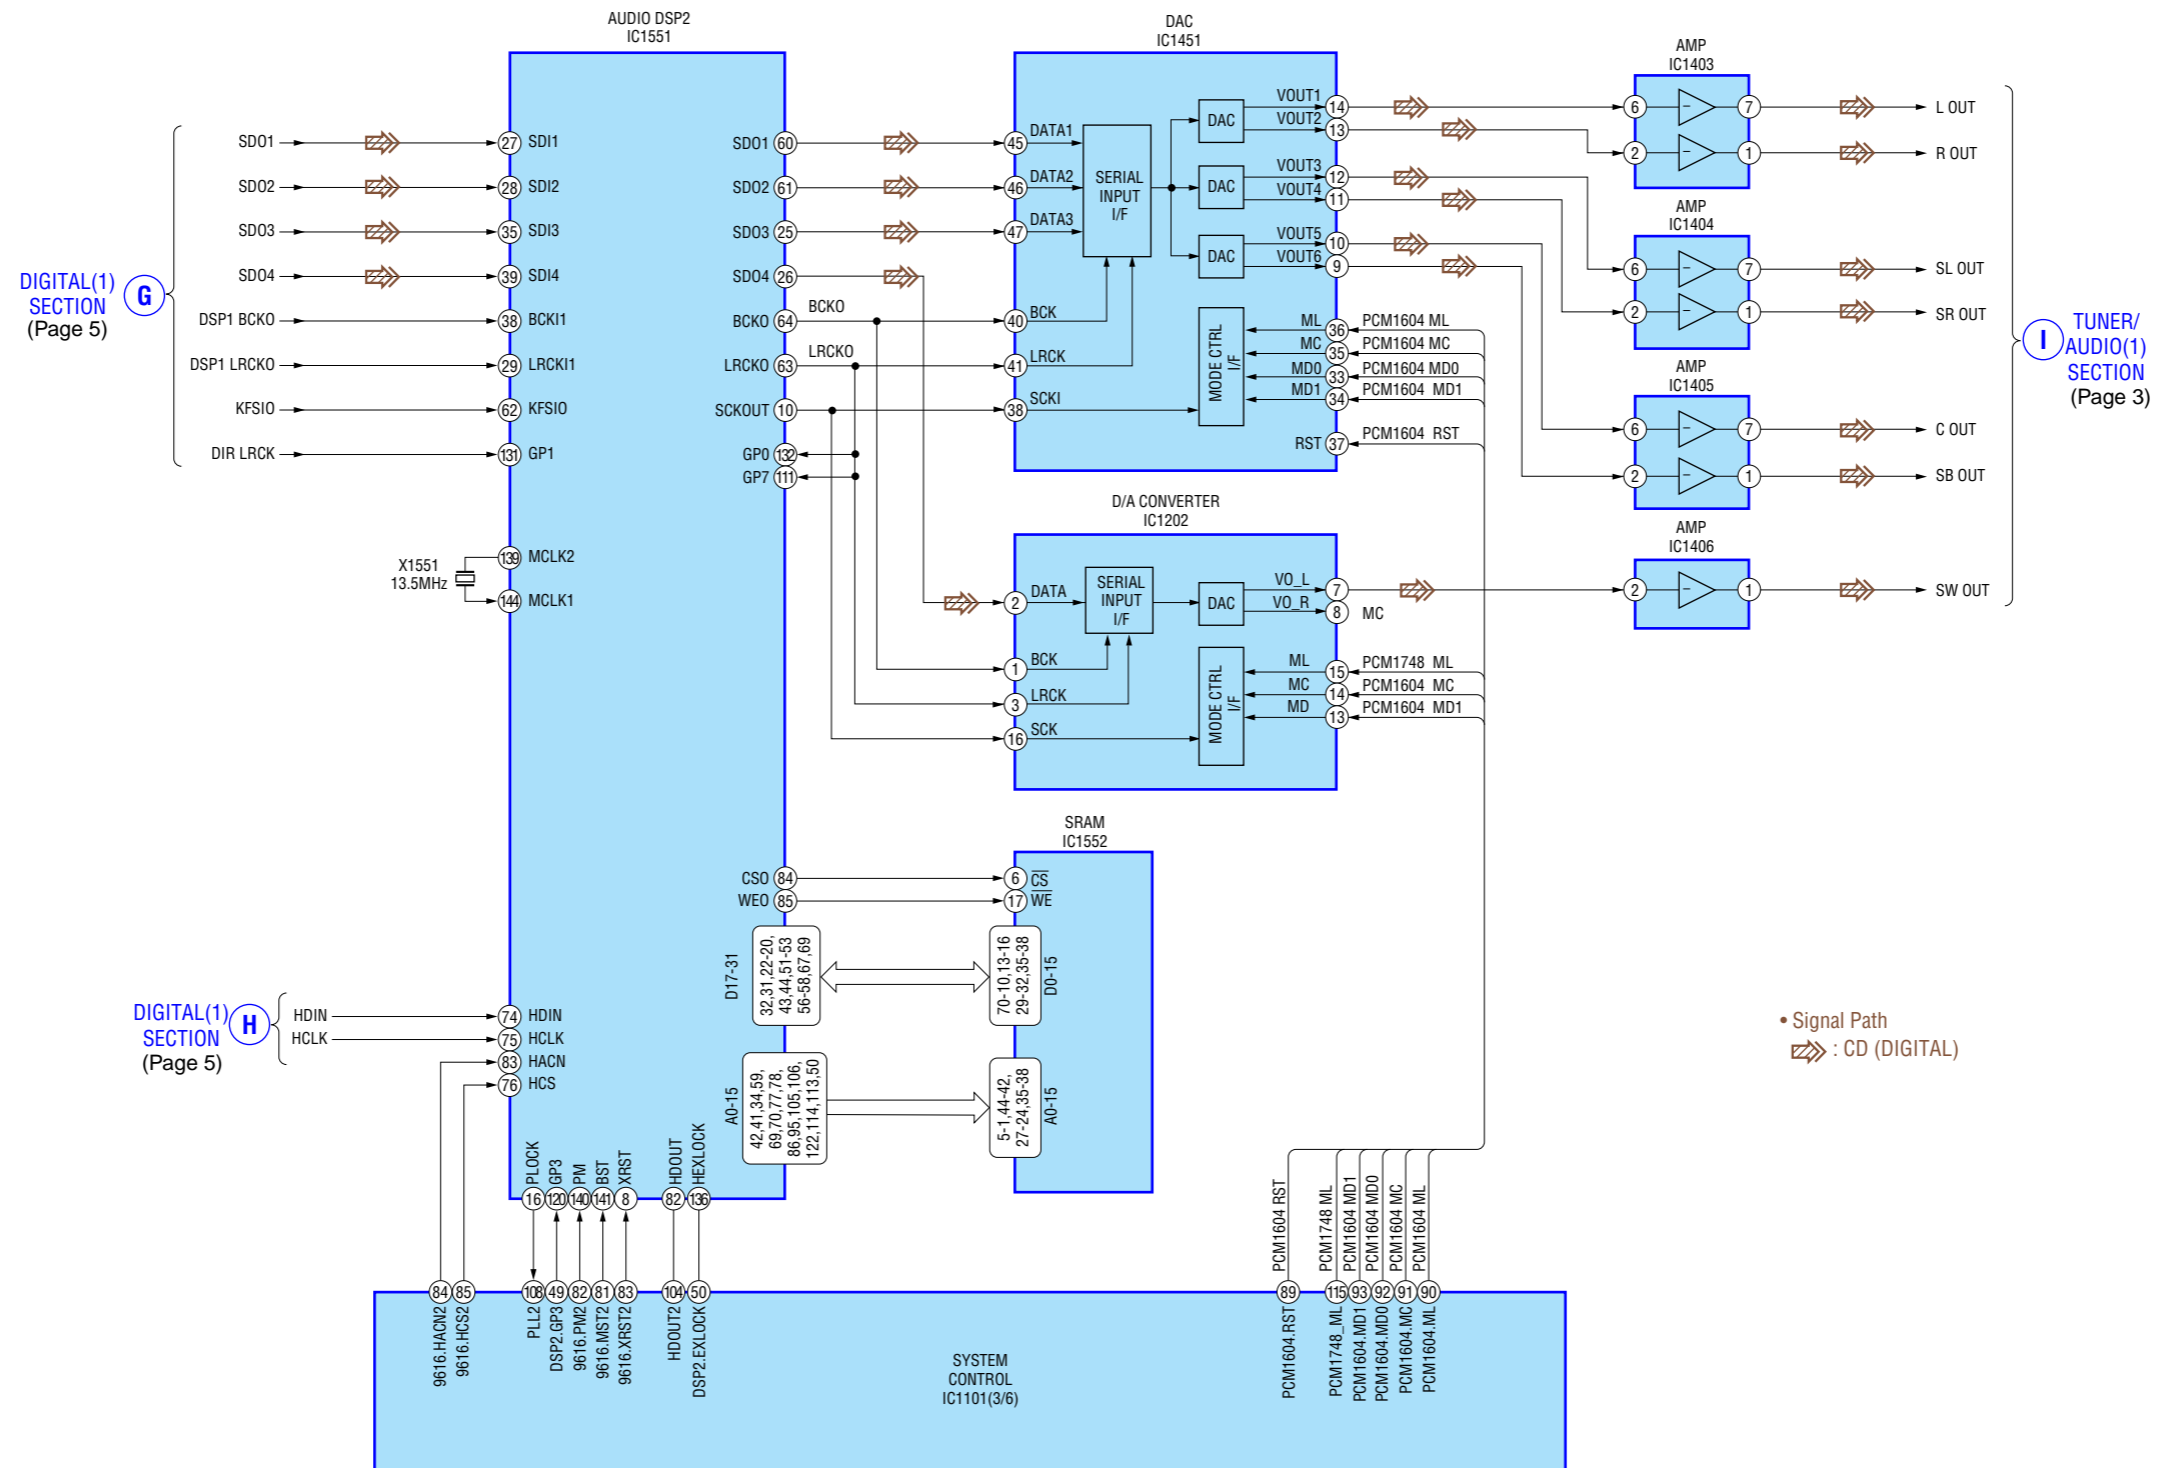 AUDIO DSP2
IC1551
DAC
IC1451
AMP
IC1403
DIGITAL(1)
SECTION
(Page 5)
G
SDO1
SDO2
SDO3
SDO4
DSP1 BCKO
DSP1 LRCKO
KFSIO
DIR LRCK
27 SDI1
28 SDI2
35 SDI3
39 SDI4
38 BCKI1
29 LRCKI1
62 KFSIO
131 GP1
X1551
13.5MHz
139 MCLK2
144 MCLK1
SDO1 60
SDO2 61
SDO3 25
SDO4 26
BCKO 64 BCKO
LRCKO 63 LRCKO
SCKOUT 10
GP0 132
GP7 111
45 DATA1
46 DATA2
47 DATA3
40 BCK
41 LRCK
38 SCKI
SERIAL
INPUT
I/F
DAC
DAC
DAC
VOUT1 14
VOUT2 13
VOUT3 12
VOUT4 11
VOUT5 10
VOUT6 9
MODE CTRL
I/F
ML 36 PCM1604 ML
MC 35 PCM1604 MC
MD0 33 PCM1604 MD0
MD1 34 PCM1604 MD1
RST 37 PCM1604 RST
6 7 L OUT
2 1 R OUT
AMP
IC1404
6 7 SL OUT
2 1 SR OUT
AMP
IC1405
6 7 C OUT
2 1 SB OUT
AMP
IC1406
2 1 SW OUT
I
TUNER/
AUDIO(1)
SECTION
(Page 3)
D/A CONVERTER
IC1202
2 DATA
1 BCK
3 LRCK
16 SCK
SERIAL
INPUT
I/F
DAC
VO_L 7
VO_R 8 MC
MODE CTRL
I/F
ML 15 PCM1748 ML
MC 14 PCM1604 MC
MD 13 PCM1604 MD1
SRAM
IC1552
CSO 84
WEO 85
6 CS
17 WE
D17-31
32,31,22-20,
43,44,51-53
56-58,67,69
70-10,13-16
29-32,35-38
D0-15
A0-15
42,41,34,59,
69,70,77,78,
86,95,105,106,
122,114,113,50
5-1,44-42,
27-24,35-38
A0-15
DIGITAL(1)
SECTION
(Page 5)
H
HDIN
HCLK
74 HDIN
75 HCLK
83 HACN
76 HCS
PLOCK
GP3
PM
BST
XRST
HDOUT
HEXLOCK
16 120 140 141 8 82 136
• Signal Path
: CD (DIGITAL)
PCM1604 RST
PCM1748 ML
PCM1604 MD1
PCM1604 MD0
PCM1604 MC
PCM1604 ML
84 85 108 49 82 81 83 104 50 89 115 93 92 91 90
9616.HACN2
9616.HCS2
PLL2
DSP2.GP3
9616.PM2
9616.MST2
9616.XRST2
HDOUT2
DSP2.EXLOCK
PCM1604.RST
PCM1748_ML
PCM1604.MD1
PCM1604.MD0
PCM1604.MC
PCM1604.ML
SYSTEM
CONTROL
IC1101(3/6)